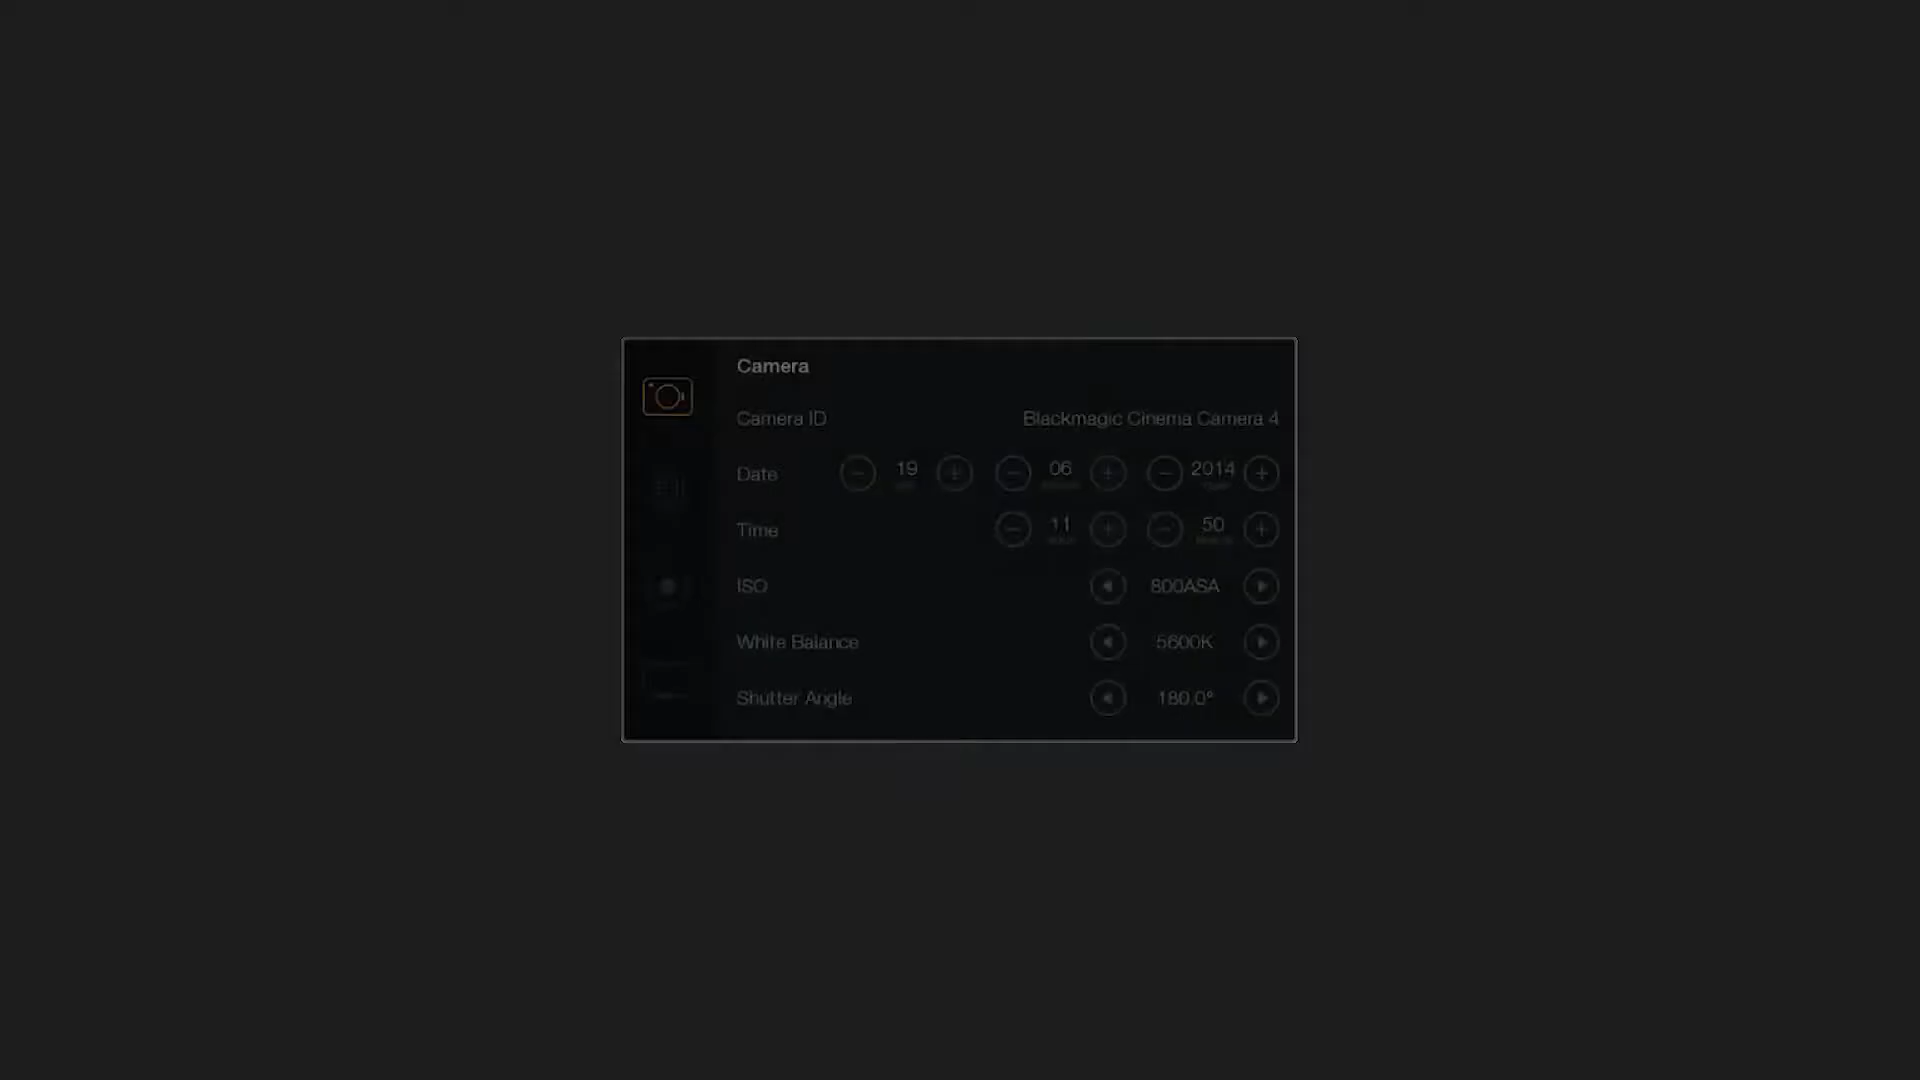 Camera
Camera ID Blackmagic Cinema Camera 4
Date 19 06 2014
Time 11 50
ISO 800ASA
White Balance 5600K
Shutter Angle 180.0°